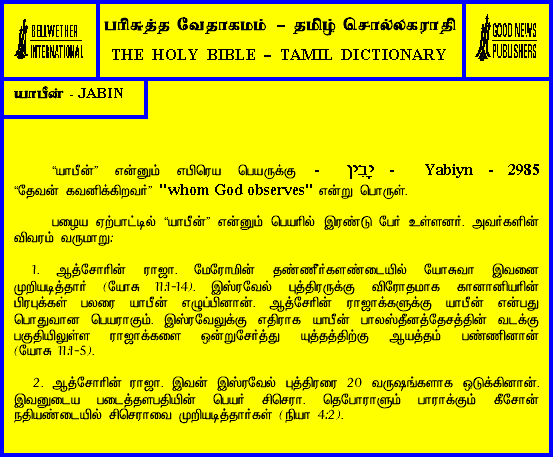 BELLWETHER
INTERNATIONAL
பரிசுத்த வேதாகமம் – தமிழ் சொல்லகராதி
THE HOLY BIBLE – TAMIL DICTIONARY
GOOD NEWS
PUBLISHERS
யாபீன் - JABIN
“யாபீன்” என்னும் எபிரெய பெயருக்கு - יָבִין - Yabiyn - 2985
“தேவன் கவனிக்கிறவர்” "whom God observes" என்று பொருள்.
பழைய ஏற்பாட்டில் “யாபீன்” என்னும் பெயரில் இரண்டு பேர் உள்ளனர். அவர்களின்
விவரம் வருமாறு:
1. ஆத்சோரின் ராஜா. மேரோமின் தண்ணீர்களண்டையில் யோசுவா இவனை
முறியடித்தார் (யோசு 11:1-14). இஸ்ரவேல் புத்திரருக்கு விரோதமாக கானானியரின்
பிரபுக்கள் பலரை யாபீன் எழுப்பினான். ஆத்சேரின் ராஜாக்களுக்கு யாபீன் என்பது
பொதுவான பெயராகும். இஸ்ரவேலுக்கு எதிராக யாபீன் பாலஸ்தீனத்தேசத்தின் வடக்கு
பகுதியிலுள்ள ராஜாக்களை ஒன்றுசேர்த்து யுத்தத்திற்கு ஆயத்தம் பண்ணினான்
(யோசு 11:1-5).
2. ஆத்சோரின் ராஜா. இவன் இஸ்ரவேல் புத்திரரை 20 வருஷங்களாக ஒடுக்கினான்.
இவனுடைய படைத்தளபதியின் பெயர் சிசெரா. தெபோராளும் பாராக்கும் கீசோன்
நதியண்டையில் சிசெராவை முறியடித்தார்கள் (நியா 4:2).